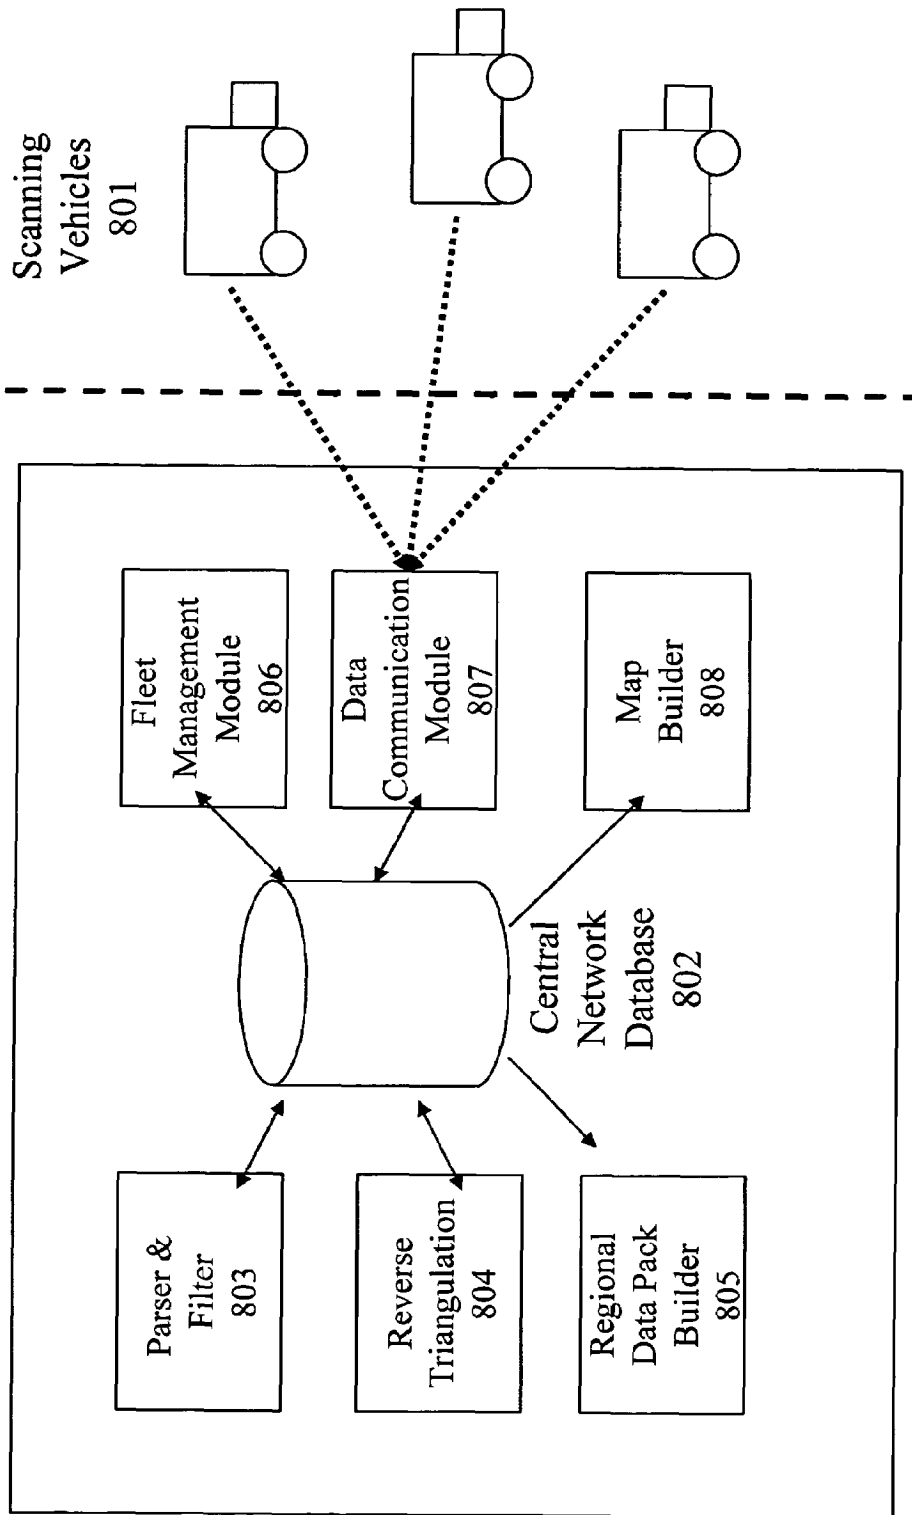 Scanning
Vehicles
801
Fleet
Management
Module
806
Data
Communication
Module
807
Map
Builder
808
Central
Network
Database
802
Parser &
Filter
803
Reverse
Triangulation
804
Regional
Data Pack
Builder
805